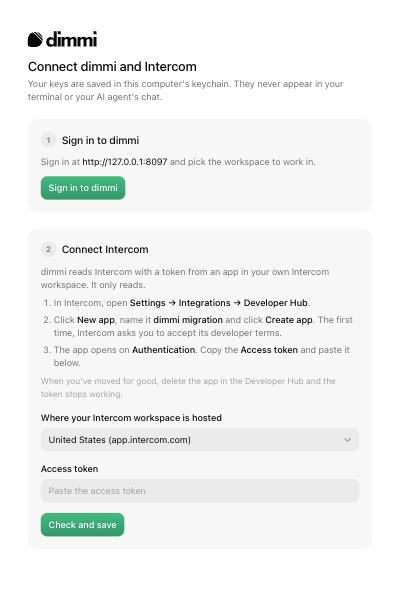 dimmi
Connect dimmi and Intercom
Your keys are saved in this computer's keychain. They never appear in your
terminal or your AI agent's chat.
1 Sign in to dimmi
Sign in at http://127.0.0.1:8097 and pick the workspace to work in.
Sign in to dimmi
2 Connect Intercom
dimmi reads Intercom with a token from an app in your own Intercom
workspace. It only reads.
1. In Intercom, open Settings → Integrations → Developer Hub.
2. Click New app, name it dimmi migration and click Create app. The first
time, Intercom asks you to accept its developer terms.
3. The app opens on Authentication. Copy the Access token and paste it
below.
When you've moved for good, delete the app in the Developer Hub and the
token stops working.
Where your Intercom workspace is hosted
United States (app.intercom.com)
Access token
Paste the access token
Check and save